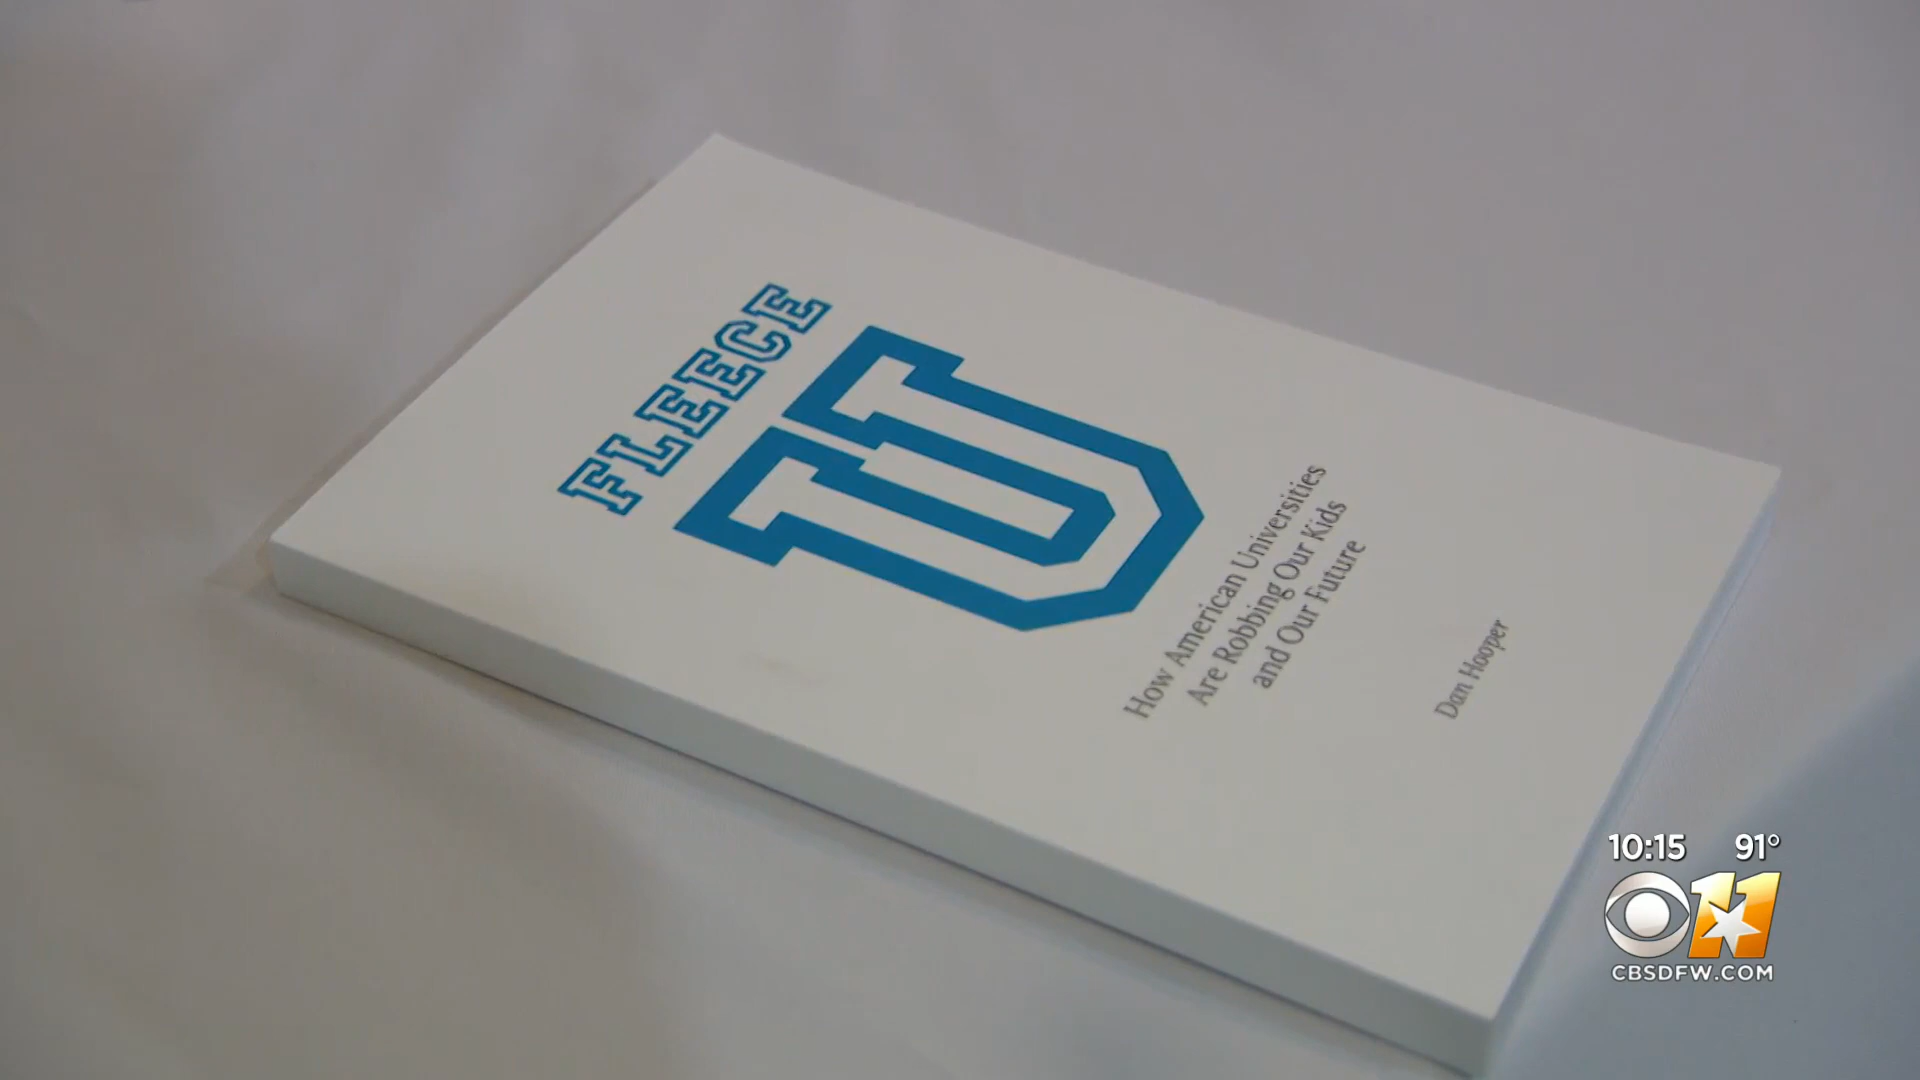 FLEECE
U
How American Universities
Are Robbing Our Kids
and Our Future
Dan Hooper
10:15 91°
11
CBSDFW.COM